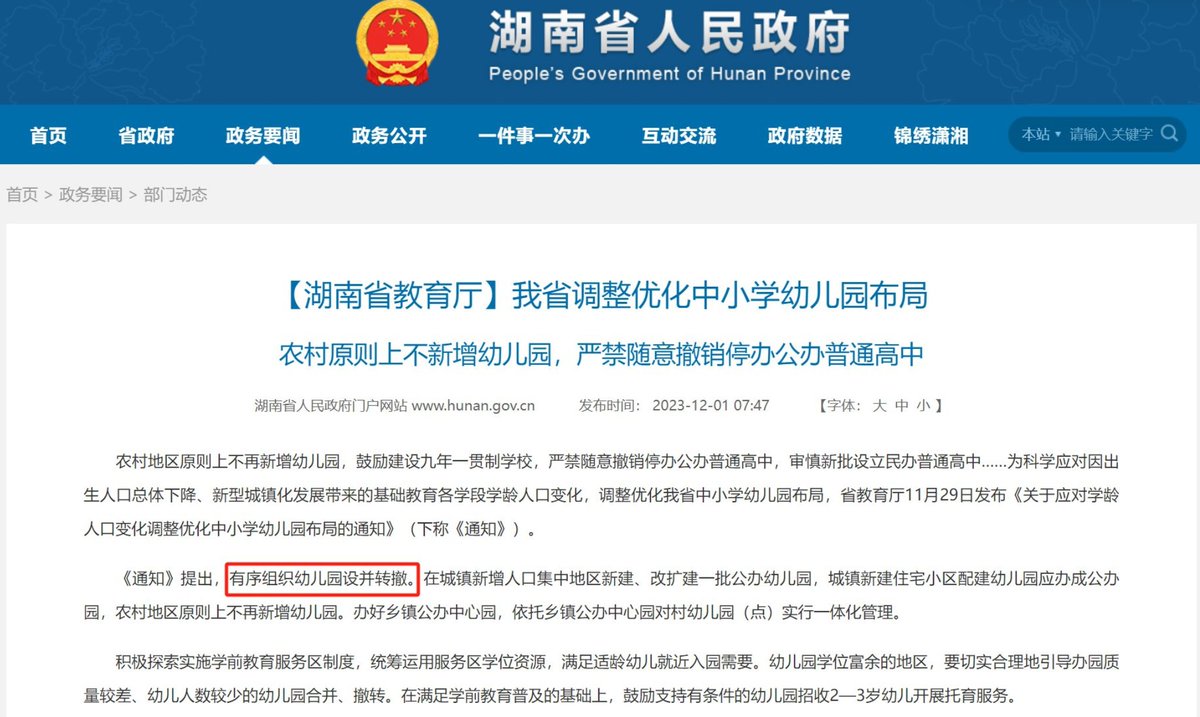 湖南省人民政府
People's Government of Hunan Province
首页 省政府 政务要闻 政务公开 一件事一次办 互动交流 政府数据 锦绣潇湘 本站 请输入关键字
首页 > 政务要闻 > 部门动态
【湖南省教育厅】我省调整优化中小学幼儿园布局
农村原则上不新增幼儿园，严禁随意撤销停办公办普通高中
湖南省人民政府门户网站 www.hunan.gov.cn 发布时间： 2023-12-01 07:47 【字体： 大 中 小 】
农村地区原则上不再新增幼儿园，鼓励建设九年一贯制学校，严禁随意撤销停办公办普通高中，审慎新批设立民办普通高中......为科学应对因出
生人口总体下降、新型城镇化发展带来的基础教育各学段学龄人口变化，调整优化我省中小学幼儿园布局，省教育厅11月29日发布《关于应对学龄
人口变化调整优化中小学幼儿园布局的通知》（下称《通知》）。
《通知》提出，有序组织幼儿园设并转撤。在城镇新增人口集中地区新建、改扩建一批公办幼儿园，城镇新建住宅小区配建幼儿园应办成公办
园，农村地区原则上不再新增幼儿园。办好乡镇公办中心园，依托乡镇公办中心园对村幼儿园（点）实行一体化管理。
积极探索实施学前教育服务区制度，统筹运用服务区学位资源，满足适龄幼儿就近入园需要。幼儿园学位富余的地区，要切实合理地引导办园质
量较差、幼儿人数较少的幼儿园合并、撤转。在满足学前教育普及的基础上，鼓励支持有条件的幼儿园招收2—3岁幼儿开展托育服务。